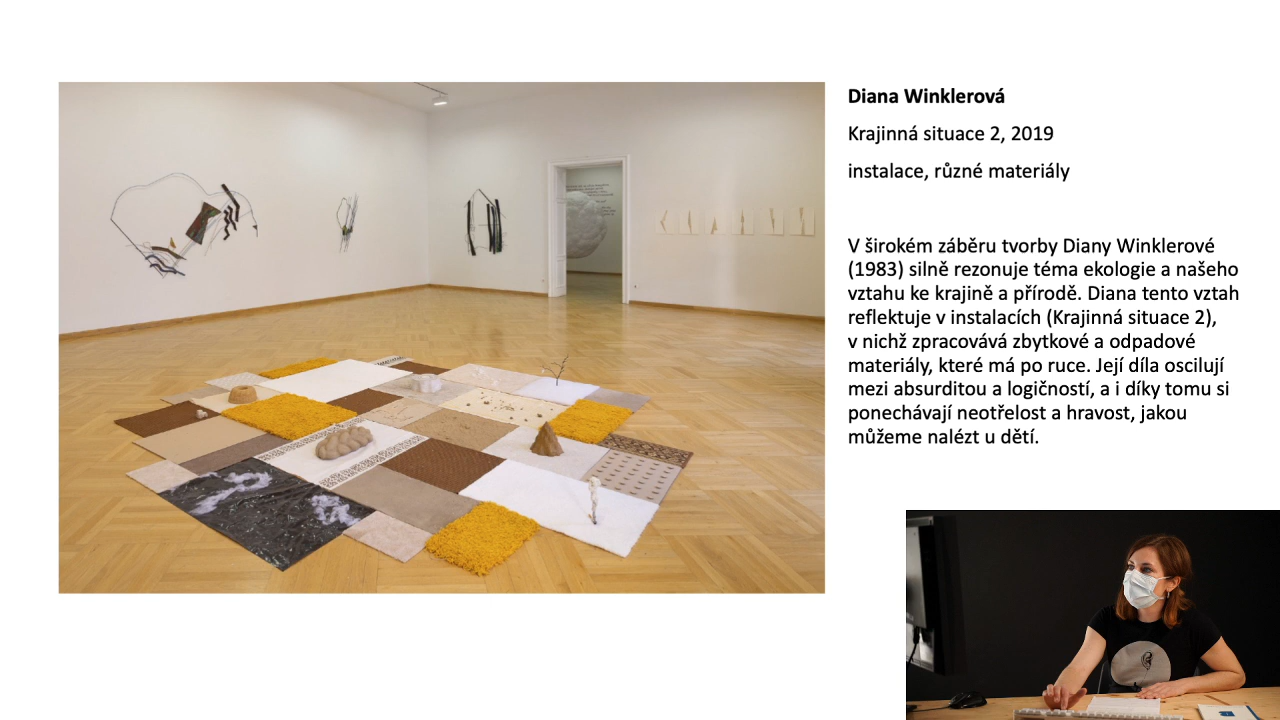 Diana Winklerová
Krajinná situace 2, 2019
instalace, různé materiály
V širokém záběru tvorby Diany Winklerové
(1983) silně rezonuje téma ekologie a našeho
vztahu ke krajině a přírodě. Diana tento vztah
reflektuje v instalacích (Krajinná situace 2),
v nichž zpracovává zbytkové a odpadové
materiály, které má po ruce. Její díla oscilují
mezi absurditou a logičností, a i díky tomu si
ponechávají neotřelost a hravost, jakou
můžeme nalézt u dětí.